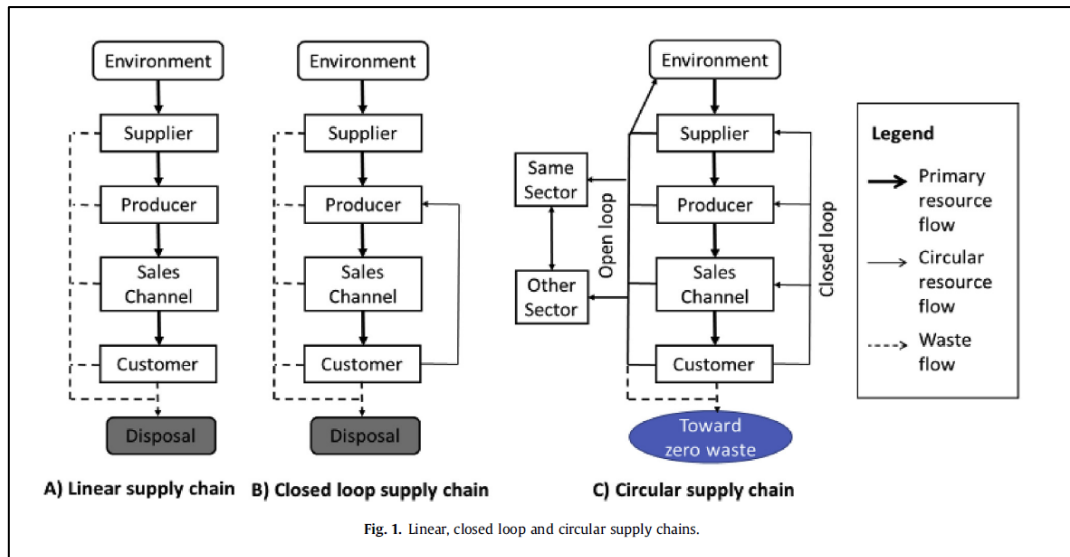 Environment
Supplier
Producer
Sales
Channel
Customer
Disposal
A) Linear supply chain
Environment
Supplier
Producer
Sales
Channel
Customer
Disposal
B) Closed loop supply chain
Environment
Supplier
Same
Sector
Producer
Open loop
Closed loop
Other
Sector
Sales
Channel
Customer
Toward
zero waste
C) Circular supply chain
Legend
Primary
resource
flow
Circular
resource
flow
Waste
flow
Fig. 1. Linear, closed loop and circular supply chains.